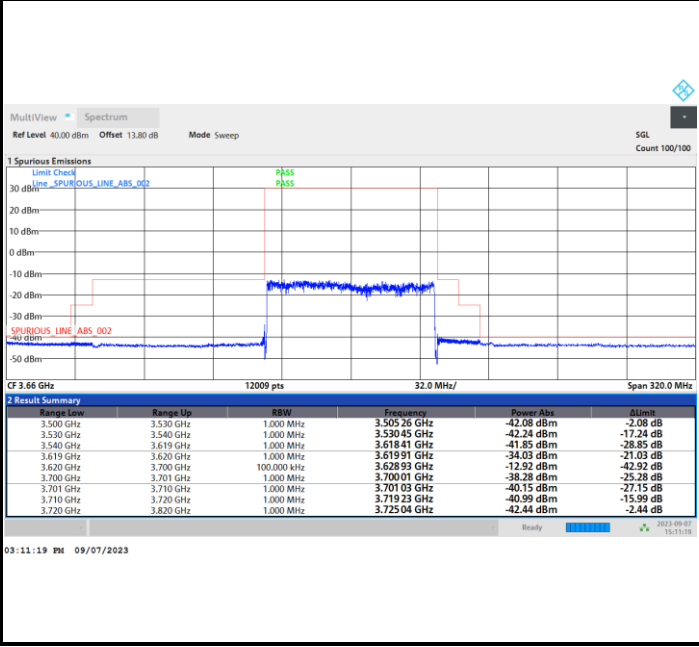 MultiView Spectrum
Ref Level 40.00 dBm Offset 13.80 dB Mode Sweep SGL
Count 100/100
1 Spurious Emissions
Limit Check PASS
Line _SPURIOUS_LINE_ABS_002 PASS
30 dBm
20 dBm
10 dBm
0 dBm
-10 dBm
-20 dBm
-30 dBm
SPURIOUS_LINE_ABS_002
-40 dBm
-50 dBm
CF 3.66 GHz 12009 pts 32.0 MHz/ Span 320.0 MHz
2 Result Summary
Range Low Range Up RBW Frequency Power Abs ΔLimit
3.500 GHz 3.530 GHz 1.000 MHz 3.505 26 GHz -42.08 dBm -2.08 dB
3.530 GHz 3.540 GHz 1.000 MHz 3.530 45 GHz -42.24 dBm -17.24 dB
3.540 GHz 3.619 GHz 1.000 MHz 3.618 41 GHz -41.85 dBm -28.85 dB
3.619 GHz 3.620 GHz 1.000 MHz 3.619 91 GHz -34.03 dBm -21.03 dB
3.620 GHz 3.700 GHz 100.000 kHz 3.628 93 GHz -12.92 dBm -42.92 dB
3.700 GHz 3.701 GHz 1.000 MHz 3.700 01 GHz -38.28 dBm -25.28 dB
3.701 GHz 3.710 GHz 1.000 MHz 3.701 03 GHz -40.15 dBm -27.15 dB
3.710 GHz 3.720 GHz 1.000 MHz 3.719 23 GHz -40.99 dBm -15.99 dB
3.720 GHz 3.820 GHz 1.000 MHz 3.725 04 GHz -42.44 dBm -2.44 dB
Ready 2023-09-07
15:11:19
03:11:19 PM 09/07/2023